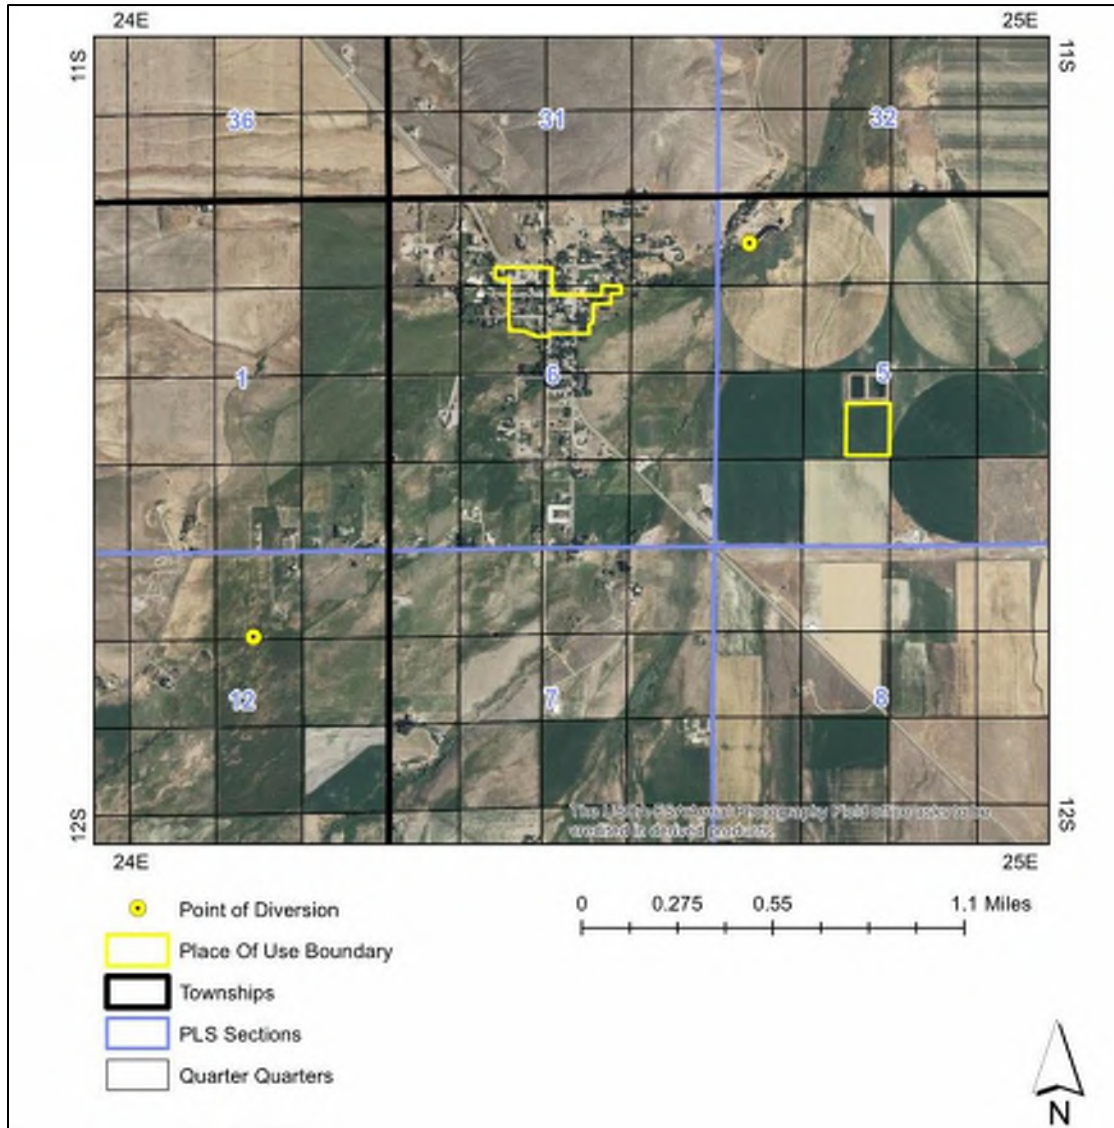 24E 25E
11S 11S
36 31 32
1 6 5
12 7 8
12S 12S
24E 25E
Point of Diversion
Place Of Use Boundary
Townships
PLS Sections
Quarter Quarters
0 0.275 0.55 1.1 Miles
N